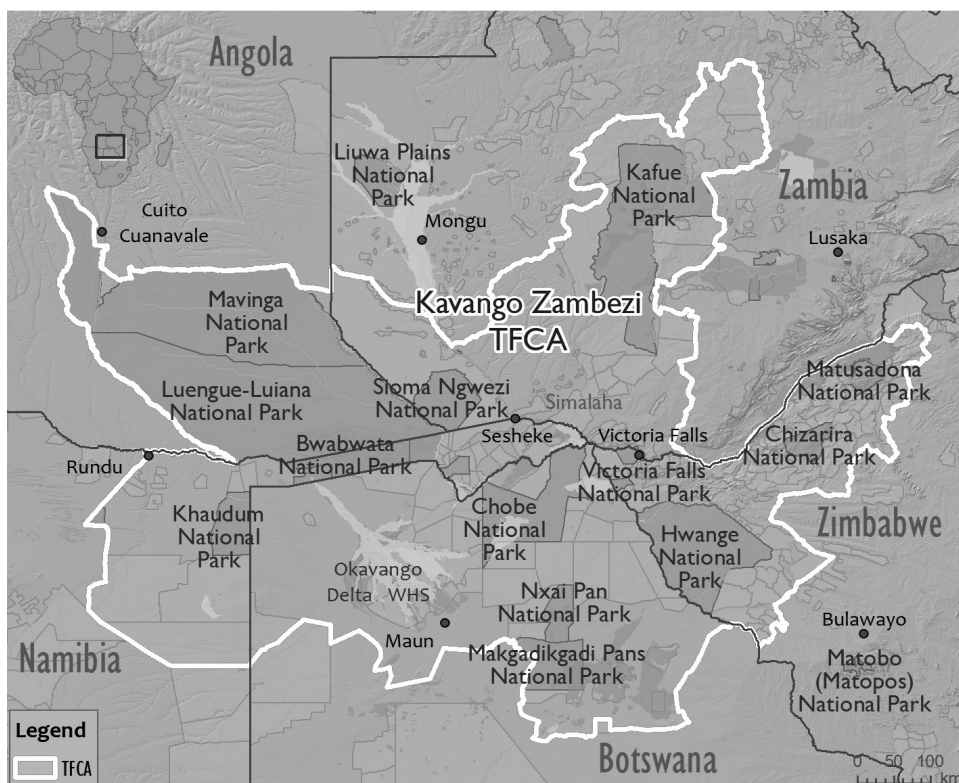 Angola
Liuwa Plains
National
Park
Kafue
National
Park
Zambia
Cuito
Cuanavale
Mongu
Lusaka
Mavinga
National
Park
Kavango Zambezi
TFCA
Luengue-Luiana
National Park
Sioma Ngwezi
National Park
Simalaha
Matusadona
National Park
Sesheke
Victoria Falls
Chizarira
National Park
Rundu
Bwabwata
National Park
Victoria Falls
National Park
Khaudum
National
Park
Chobe
National
Park
Hwange
National
Park
Zimbabwe
Okavango
Delta WHS
Nxai Pan
National Park
Maun
Bulawayo
Namibia
Makgadikgadi Pans
National Park
Matobo
(Matopos)
National Park
Botswana
Legend
TFCA
0 50 100
km